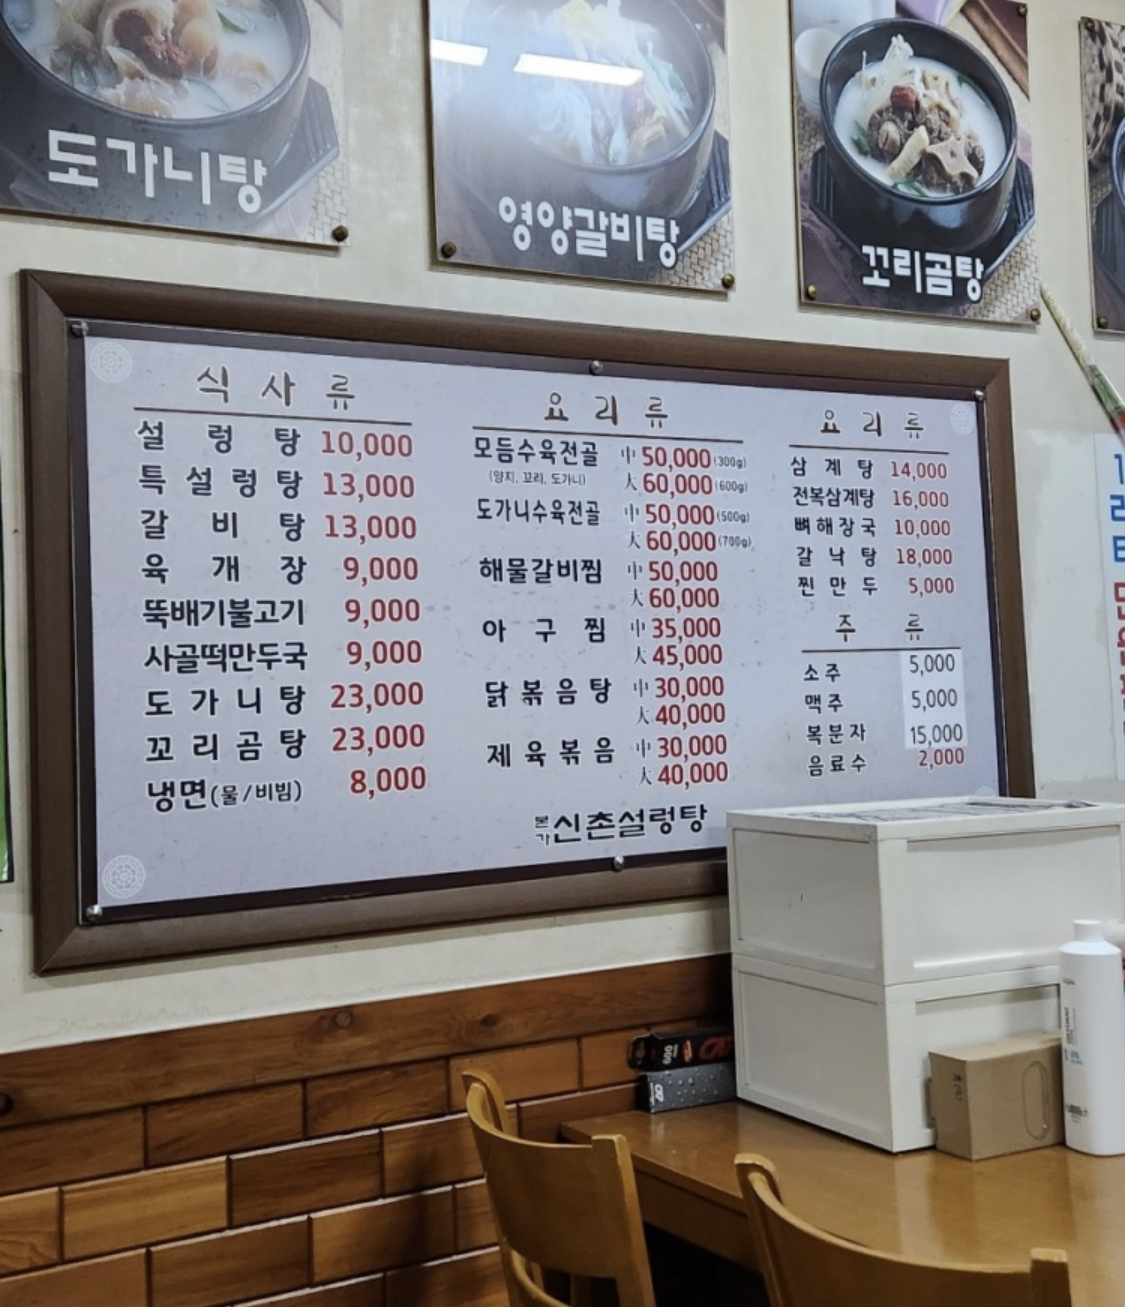 도가니탕
영양갈비탕
꼬리곰탕
식사류
설렁탕 10,000
특설렁탕 13,000
갈비탕 13,000
육개장 9,000
뚝배기불고기 9,000
사골떡만두국 9,000
도가니탕 23,000
꼬리곰탕 23,000
냉면(물/비빔) 8,000
요리류
모듬수육전골 中 50,000 (300g)
(양지, 꼬리, 도가니) 大 60,000 (600g)
도가니수육전골 中 50,000 (500g)
大 60,000 (700g)
해물갈비찜 中 50,000
大 60,000
아구찜 中 35,000
大 45,000
닭볶음탕 中 30,000
大 40,000
제육볶음 中 30,000
大 40,000
요리류
삼계탕 14,000
전복삼계탕 16,000
뼈해장국 10,000
갈낙탕 18,000
찐만두 5,000
주류
소주 5,000
맥주 5,000
복분자 15,000
음료수 2,000
본가 신촌설렁탕